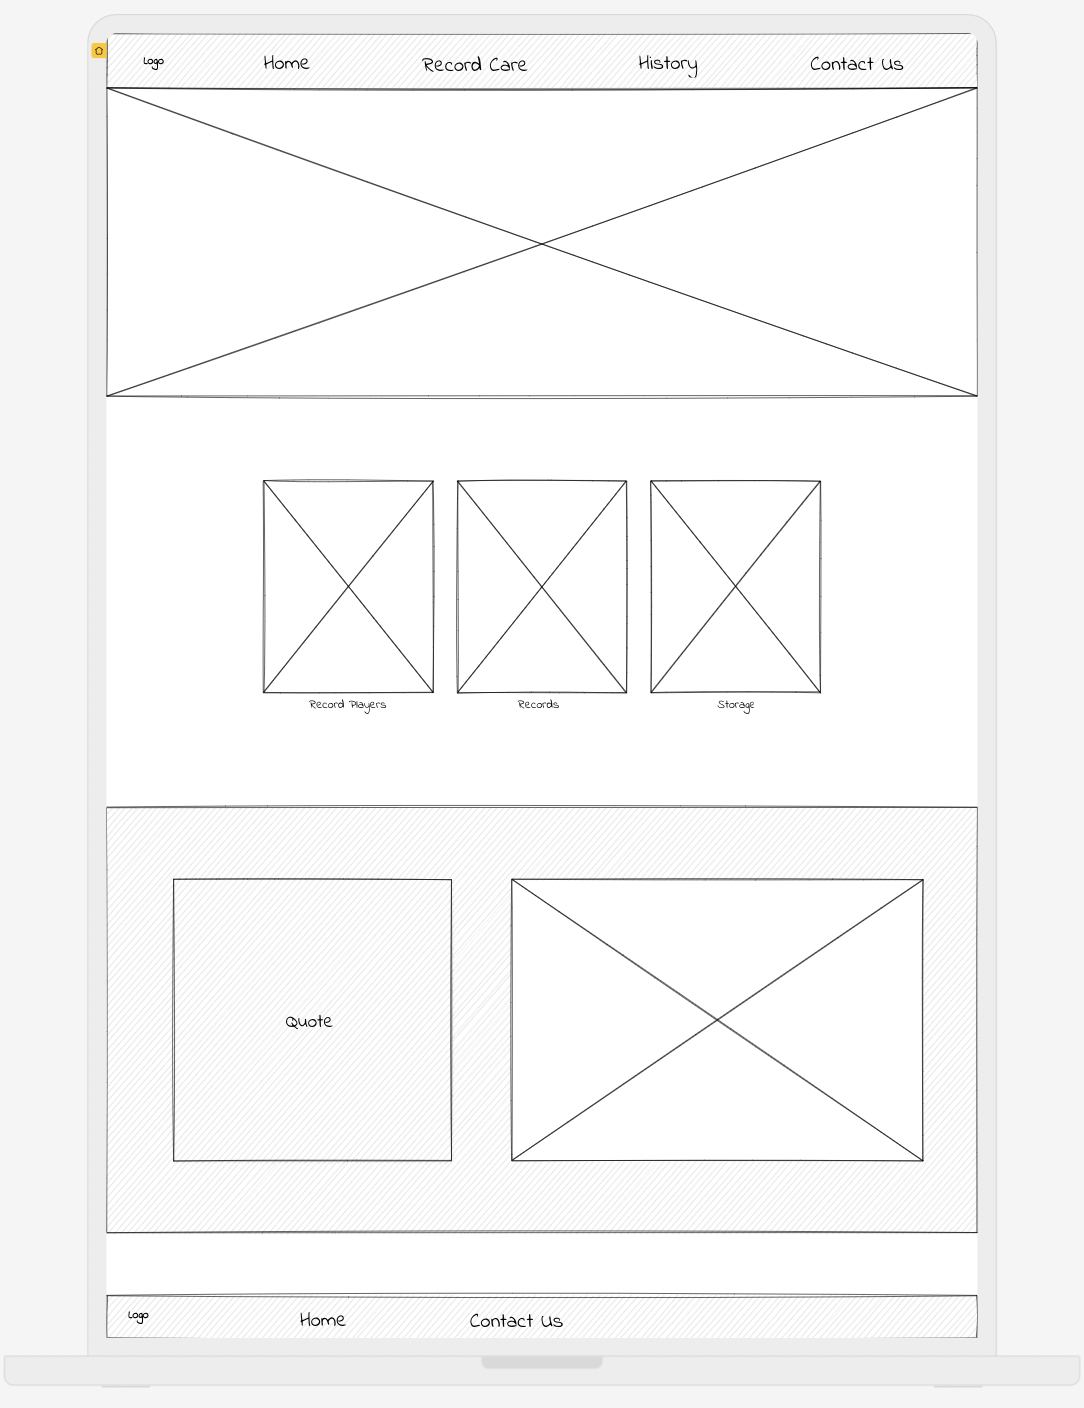 Logo
Home
Record Care
History
Contact Us
Record Players
Records
Storage
Quote
Logo
Home
Contact Us